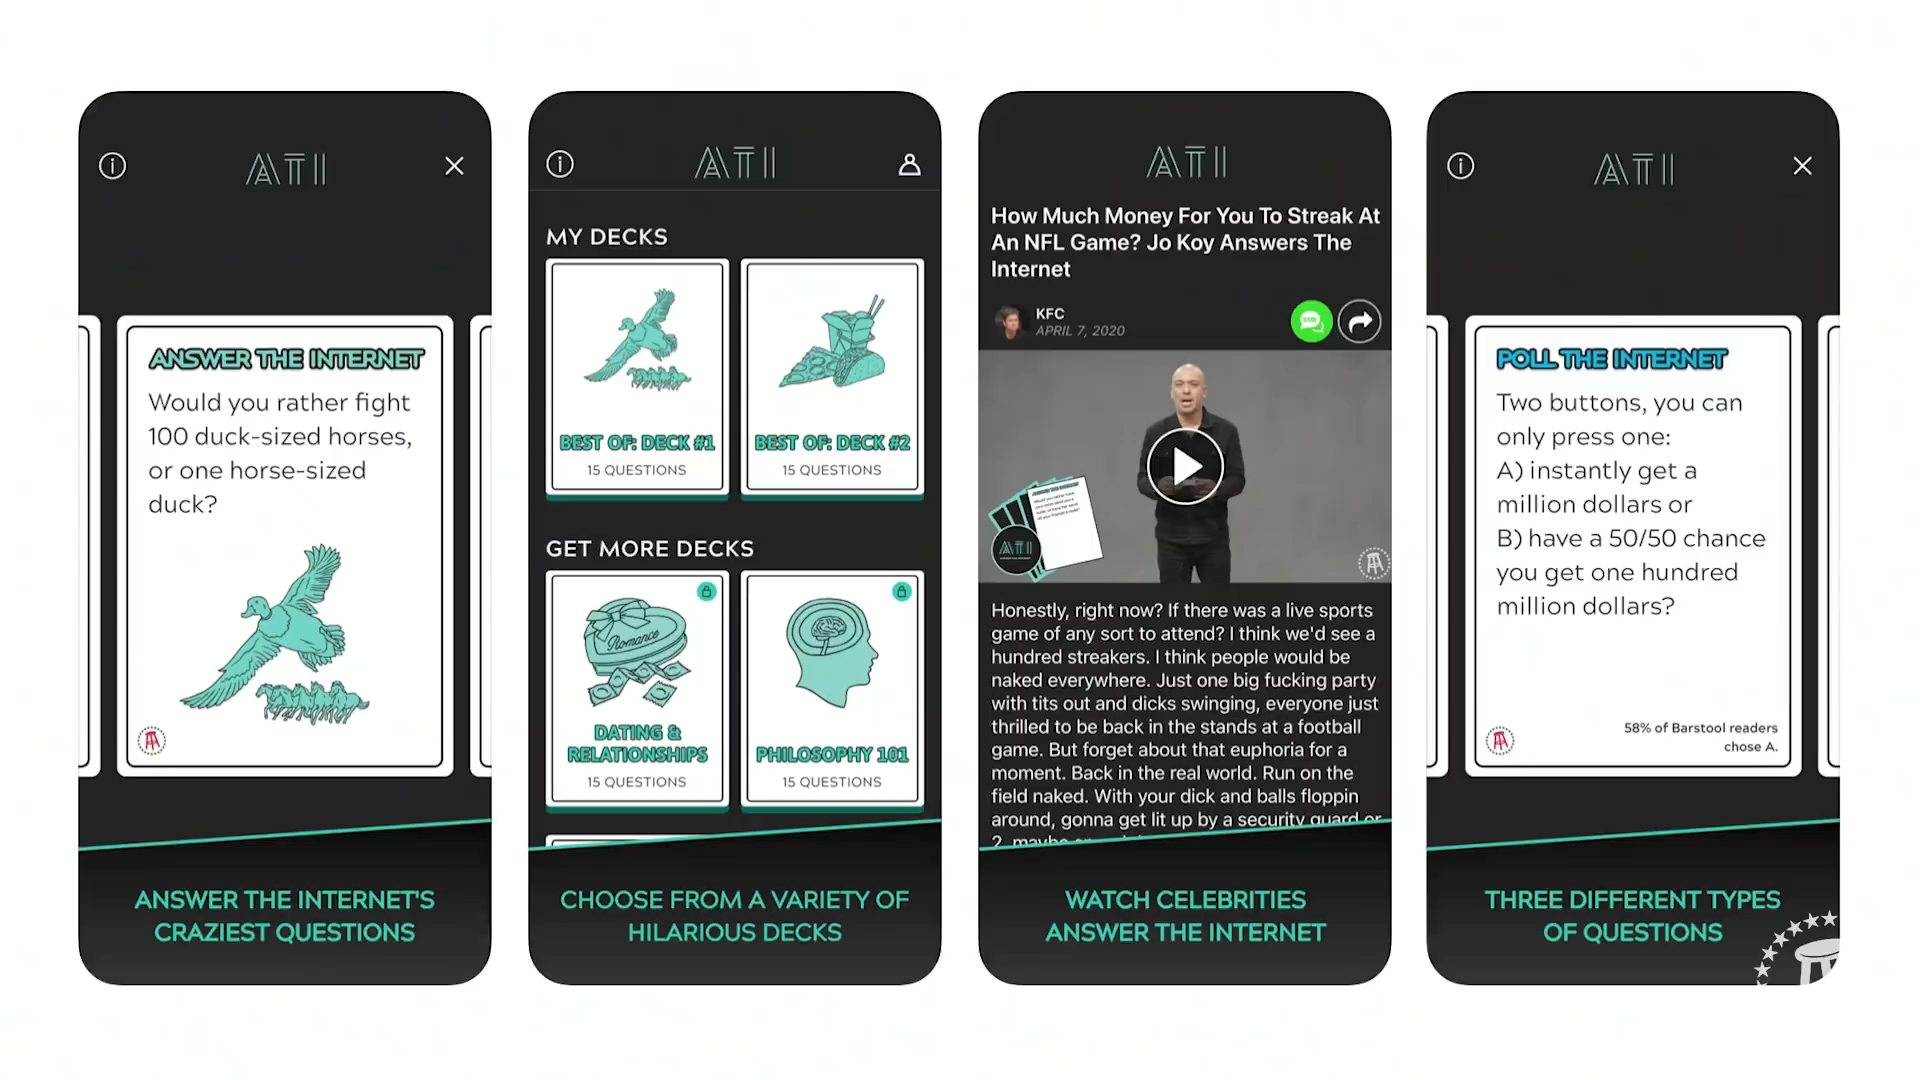 ATI
ANSWER THE INTERNET
Would you rather fight
100 duck-sized horses,
or one horse-sized
duck?
ANSWER THE INTERNET'S
CRAZIEST QUESTIONS
ATI
MY DECKS
BEST OF: DECK #1
15 QUESTIONS
BEST OF: DECK #2
15 QUESTIONS
GET MORE DECKS
Romance
DATING &
RELATIONSHIPS
15 QUESTIONS
PHILOSOPHY 101
15 QUESTIONS
CHOOSE FROM A VARIETY OF
HILARIOUS DECKS
ATI
How Much Money For You To Streak At
An NFL Game? Jo Koy Answers The
Internet
KFC
APRIL 7, 2020
ATI
Honestly, right now? If there was a live sports
game of any sort to attend? I think we'd see a
hundred streakers. I think people would be
naked everywhere. Just one big fucking party
with tits out and dicks swinging, everyone just
thrilled to be back in the stands at a football
game. But forget about that euphoria for a
moment. Back in the real world. Run on the
field naked. With your dick and balls floppin
around, gonna get lit up by a security guard or
2, maybe
WATCH CELEBRITIES
ANSWER THE INTERNET
ATI
POLL THE INTERNET
Two buttons, you can
only press one:
A) instantly get a
million dollars or
B) have a 50/50 chance
you get one hundred
million dollars?
58% of Barstool readers
chose A.
THREE DIFFERENT TYPES
OF QUESTIONS